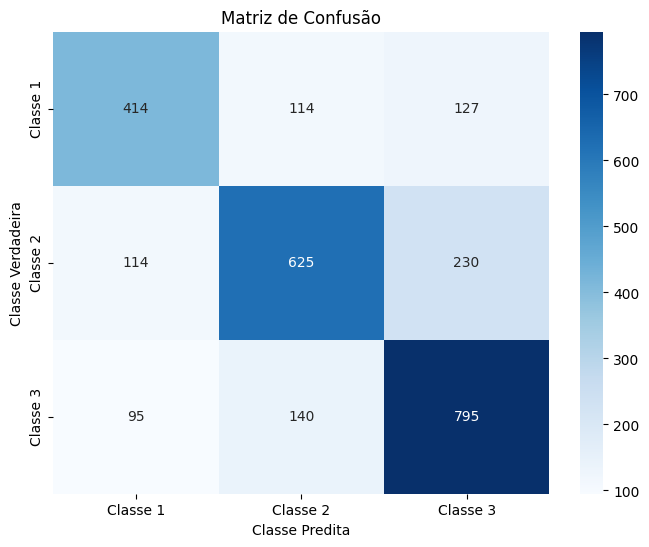 Matriz de Confusão
Classe Verdadeira
Classe 1
414 114 127
Classe 2
114 625 230
Classe 3
95 140 795
Classe 1 Classe 2 Classe 3
Classe Predita
700
600
500
400
300
200
100